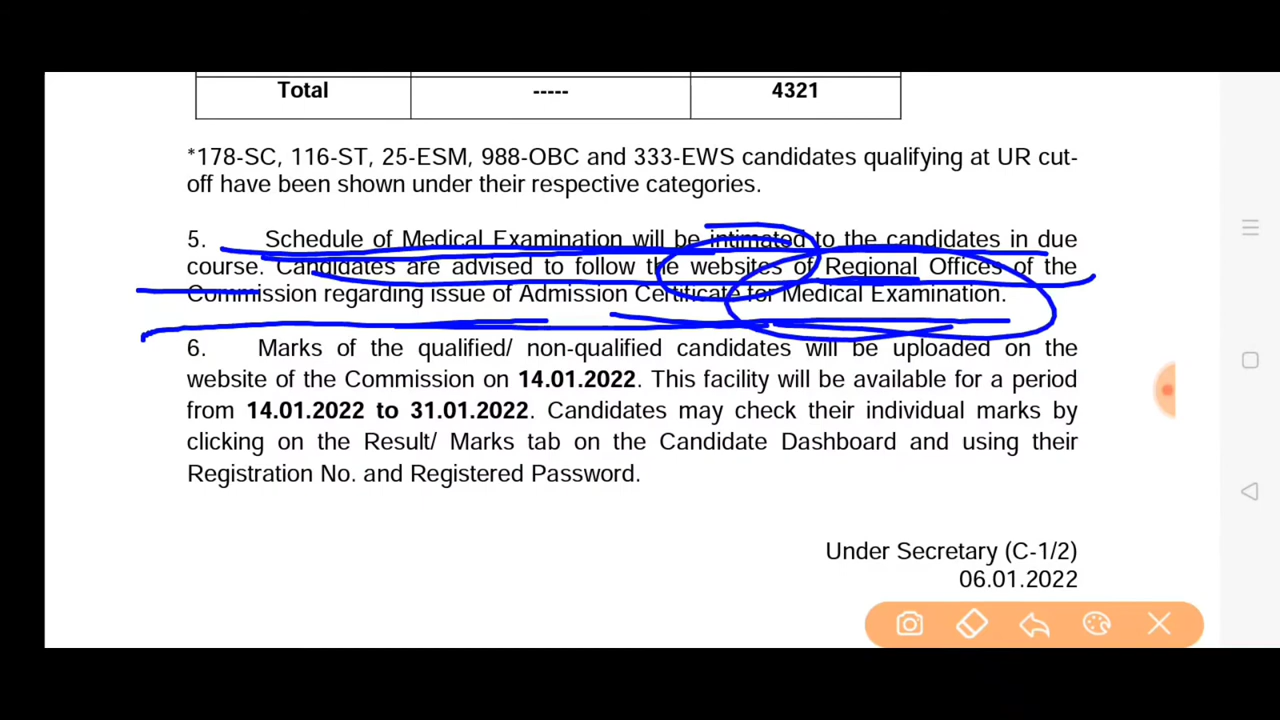 Total ----- 4321
*178-SC, 116-ST, 25-ESM, 988-OBC and 333-EWS candidates qualifying at UR cut-
off have been shown under their respective categories.
5. Schedule of Medical Examination will be intimated to the candidates in due
course. Candidates are advised to follow the websites of Regional Offices of the
Commission regarding issue of Admission Certificate for Medical Examination.
6. Marks of the qualified/ non-qualified candidates will be uploaded on the
website of the Commission on 14.01.2022. This facility will be available for a period
from 14.01.2022 to 31.01.2022. Candidates may check their individual marks by
clicking on the Result/ Marks tab on the Candidate Dashboard and using their
Registration No. and Registered Password.
Under Secretary (C-1/2)
06.01.2022